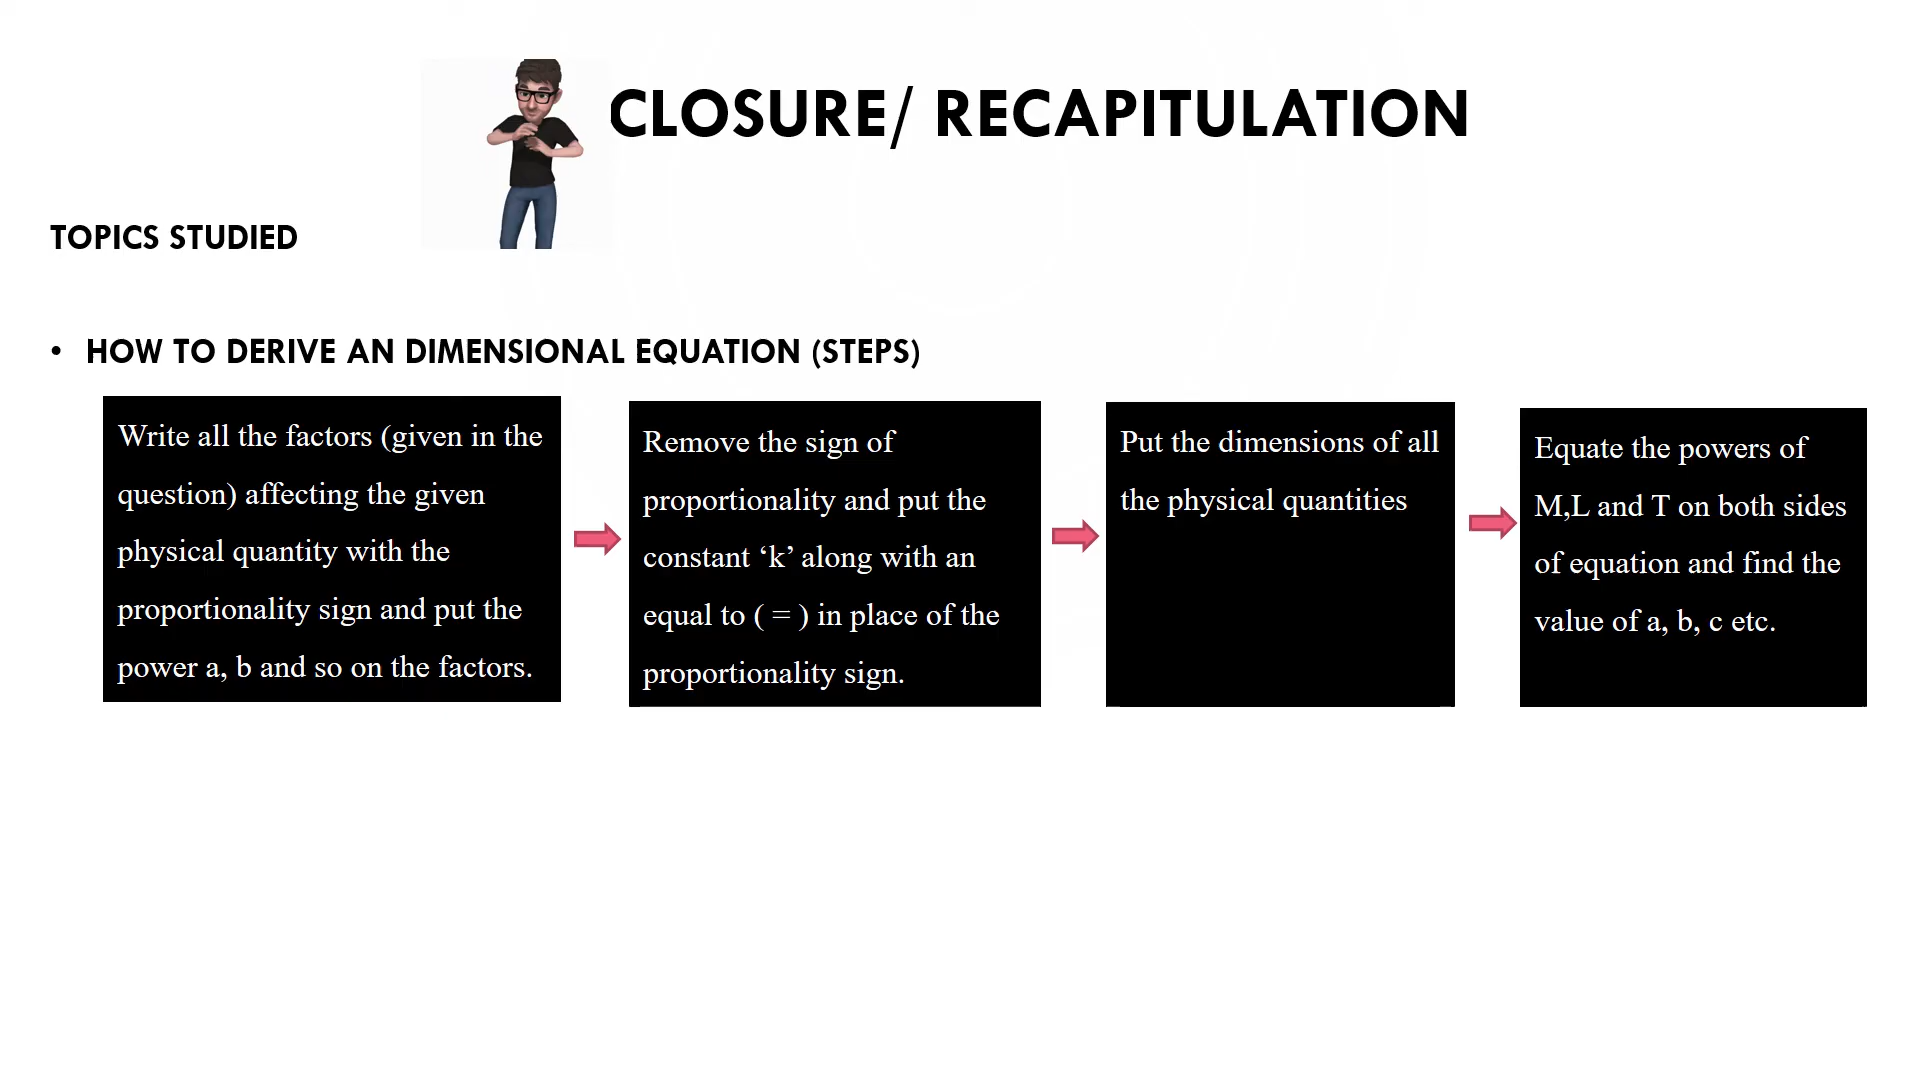 CLOSURE/ RECAPITULATION
TOPICS STUDIED
• HOW TO DERIVE AN DIMENSIONAL EQUATION (STEPS)
Write all the factors (given in the
question) affecting the given
physical quantity with the
proportionality sign and put the
power a, b and so on the factors.
Remove the sign of
proportionality and put the
constant ‘k’ along with an
equal to ( = ) in place of the
proportionality sign.
Put the dimensions of all
the physical quantities
Equate the powers of
M,L and T on both sides
of equation and find the
value of a, b, c etc.